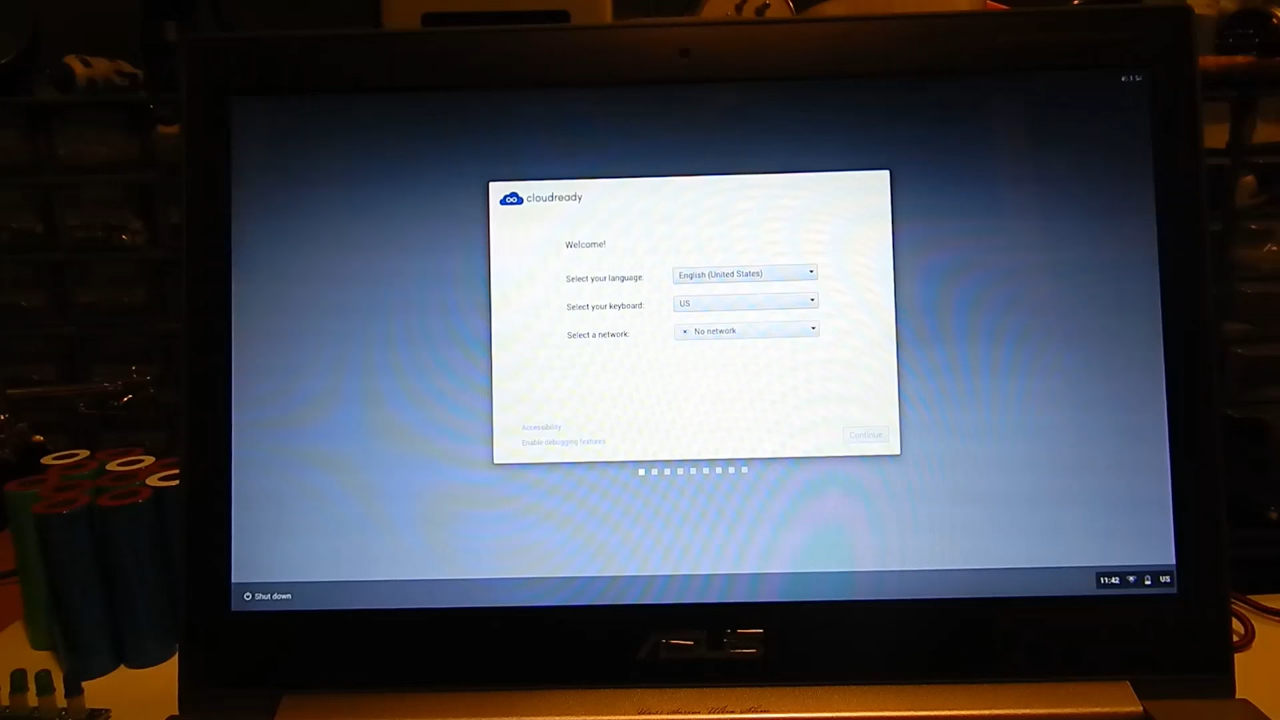 cloudready
Welcome!
Select your language: English (United States)
Select your keyboard: US
Select a network: × No network
Accessibility
Enable debugging features
Continue
Shut down
11:42 US
ASUS